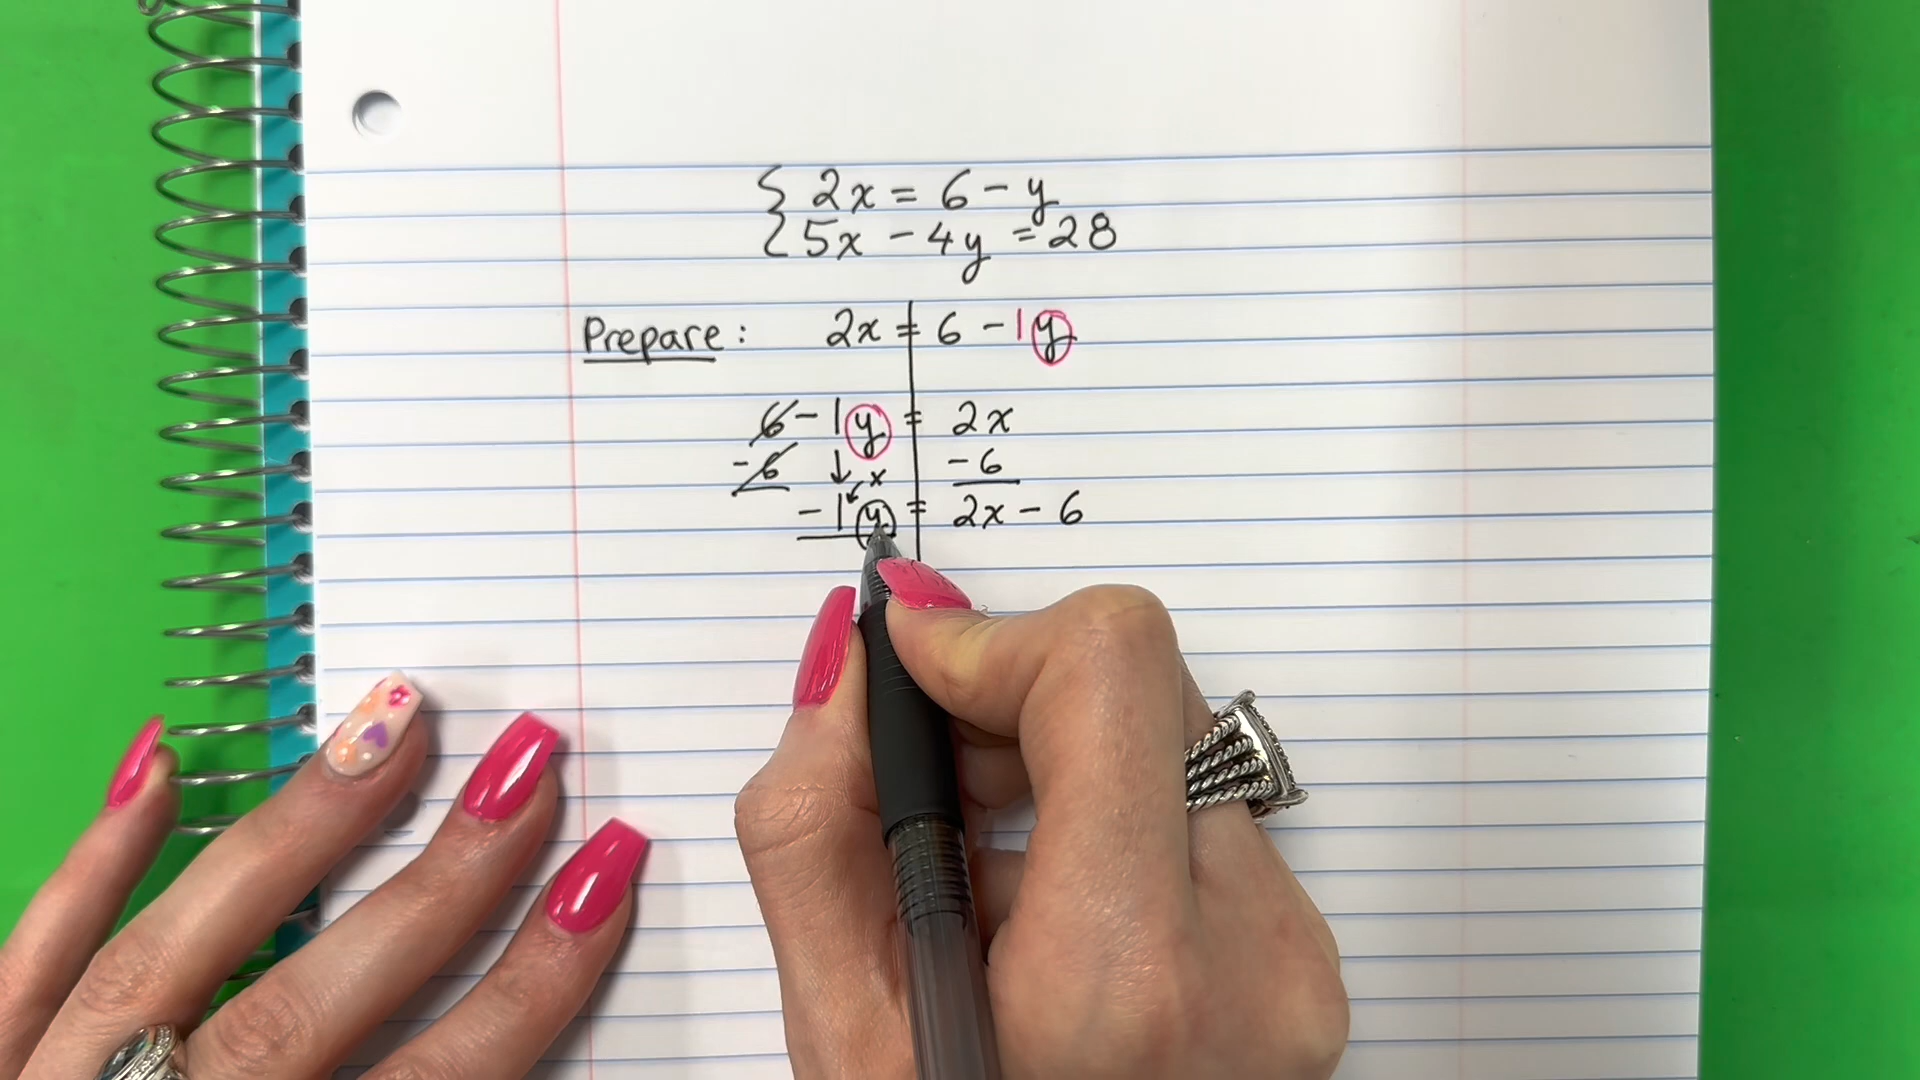 2x = 6 - y
5x - 4y = 28
Prepare: 2x = 6 - 1y
6 - 1y = 2x
-6 -6
-1y = 2x - 6